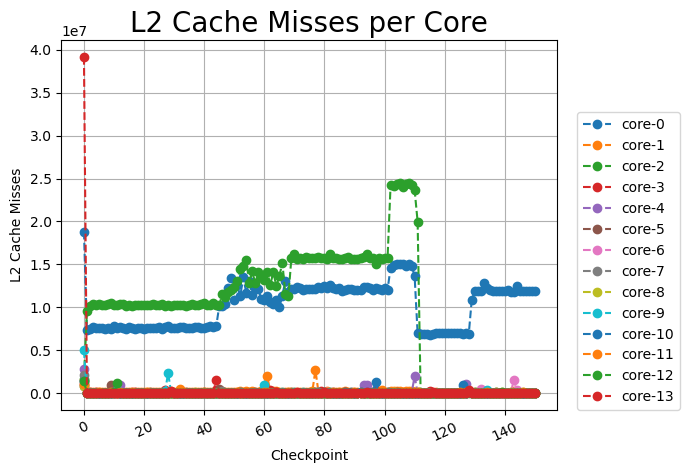 L2 Cache Misses per Core
1e7
4.0
3.5
3.0
2.5
2.0
1.5
1.0
0.5
0.0
L2 Cache Misses
0
20
40
60
80
100
120
140
Checkpoint
core-0
core-1
core-2
core-3
core-4
core-5
core-6
core-7
core-8
core-9
core-10
core-11
core-12
core-13